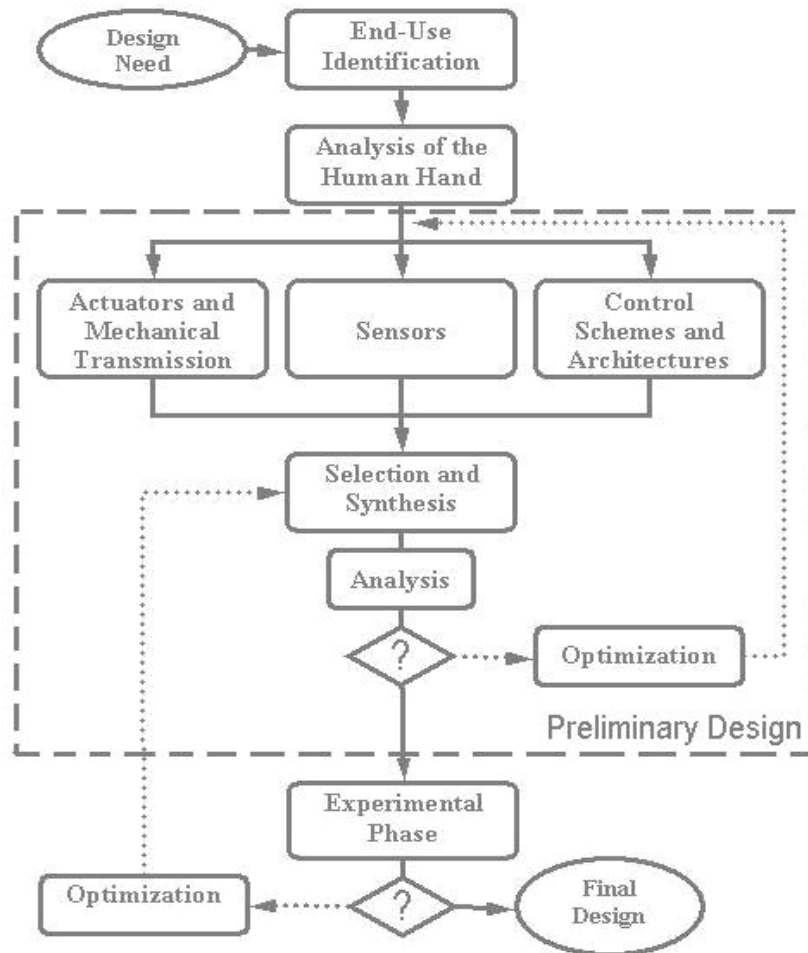 Design
Need
End-Use
Identification
Analysis of the
Human Hand
Actuators and
Mechanical
Transmission
Sensors
Control
Schemes and
Architectures
Selection and
Synthesis
Analysis
?
Optimization
Preliminary Design
Experimental
Phase
Optimization
?
Final
Design